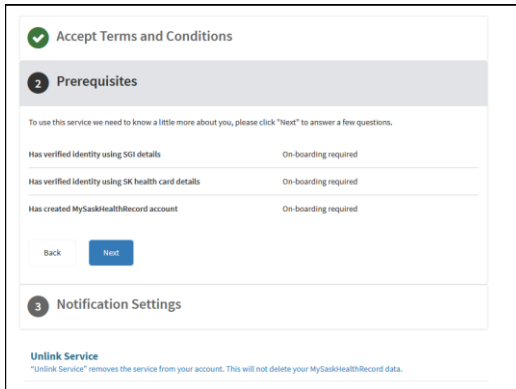 Accept Terms and Conditions
2 Prerequisites
To use this service we need to know a little more about you, please click "Next" to answer a few questions.
Has verified identity using SGI details On-boarding required
Has verified identity using SK health card details On-boarding required
Has created MySaskHealthRecord account On-boarding required
Back Next
3 Notification Settings
Unlink Service
"Unlink Service" removes the service from your account. This will not delete your MySaskHealthRecord data.